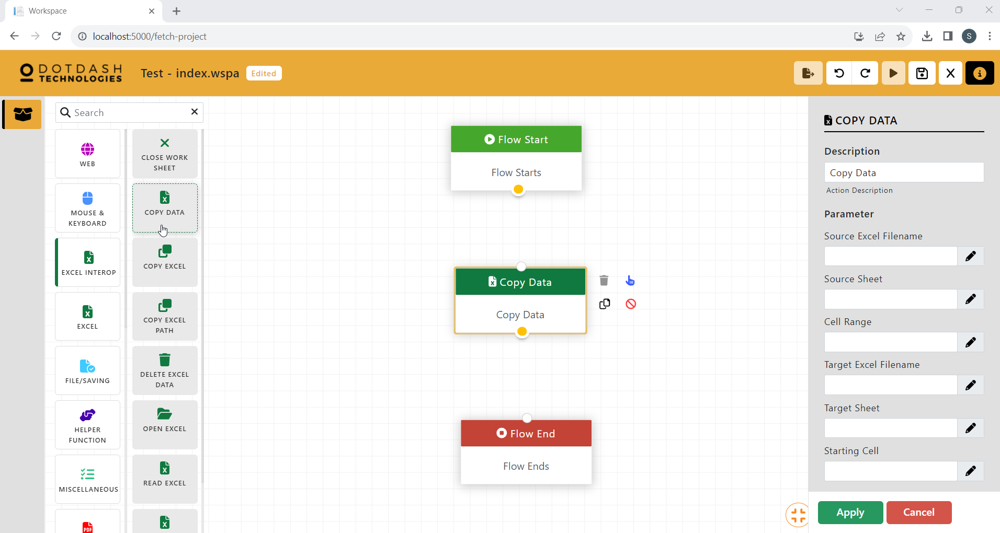 Workspace
localhost:5000/fetch-project
S
DOTDASH
TECHNOLOGIES
Test - index.wspa
Edited
Search
WEB
MOUSE &
KEYBOARD
EXCEL INTEROP
EXCEL
FILE/SAVING
HELPER
FUNCTION
MISCELLANEOUS
PDF
CLOSE WORK
SHEET
COPY DATA
COPY EXCEL
COPY EXCEL
PATH
DELETE EXCEL
DATA
OPEN EXCEL
READ EXCEL
Flow Start
Flow Starts
Copy Data
Copy Data
Flow End
Flow Ends
COPY DATA
Description
Copy Data
Action Description
Parameter
Source Excel Filename
Source Sheet
Cell Range
Target Excel Filename
Target Sheet
Starting Cell
Apply
Cancel